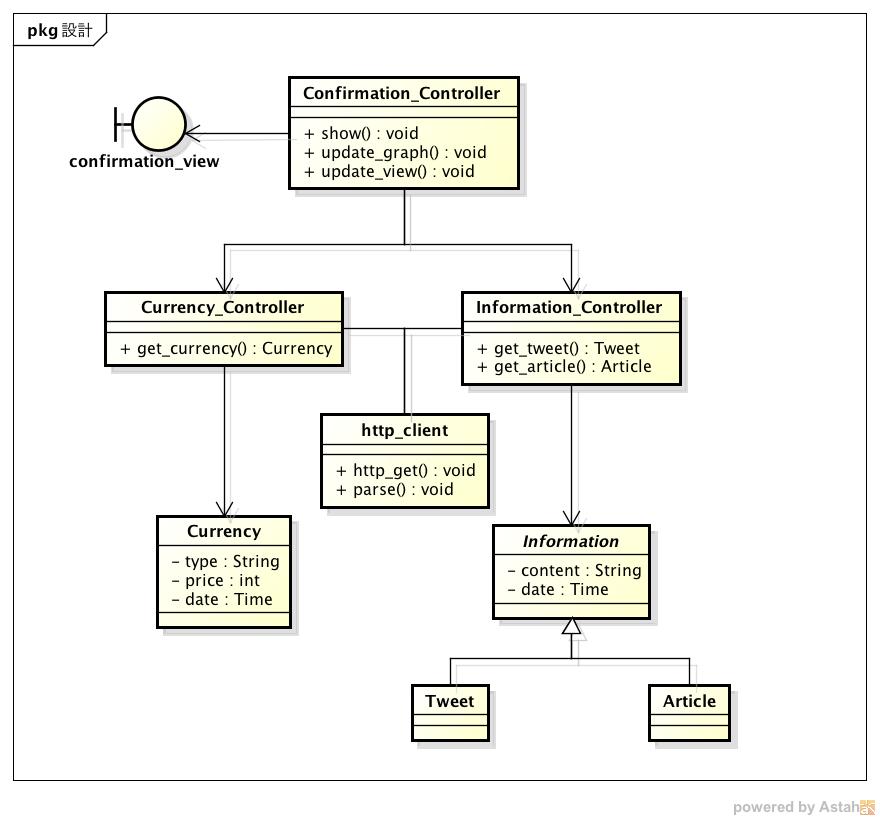 pkg 設計
Confirmation_Controller
+ show() : void
+ update_graph() : void
+ update_view() : void
confirmation_view
Currency_Controller
+ get_currency() : Currency
Information_Controller
+ get_tweet() : Tweet
+ get_article() : Article
http_client
+ http_get() : void
+ parse() : void
Currency
- type : String
- price : int
- date : Time
Information
- content : String
- date : Time
Tweet
Article
powered by Astah